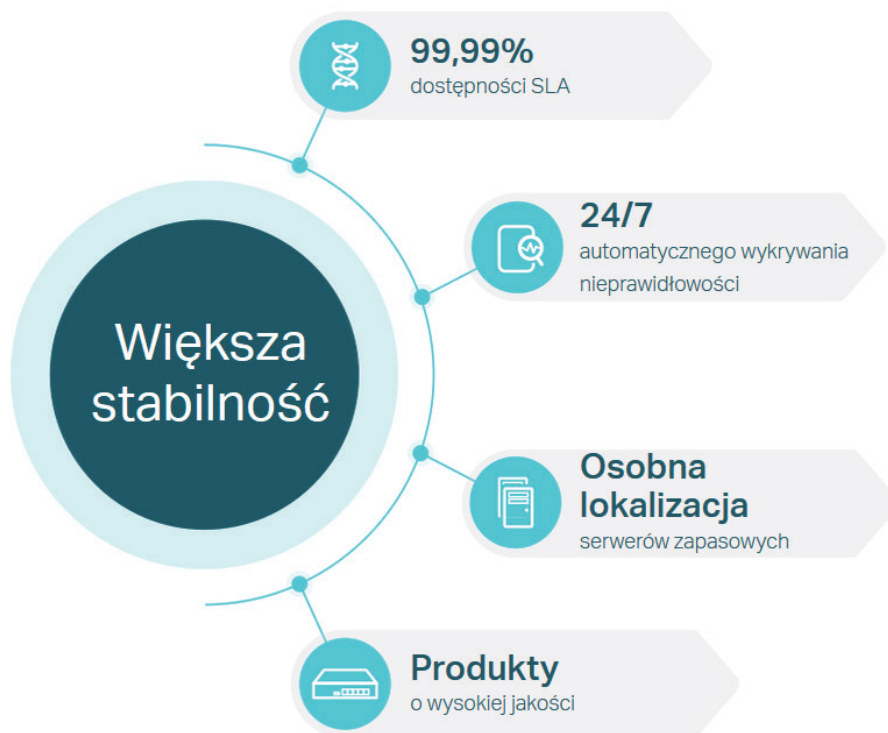 99,99%
dostępności SLA
24/7
automatycznego wykrywania
nieprawidłowości
Większa
stabilność
Osobna
lokalizacja
serwerów zapasowych
Produkty
o wysokiej jakości